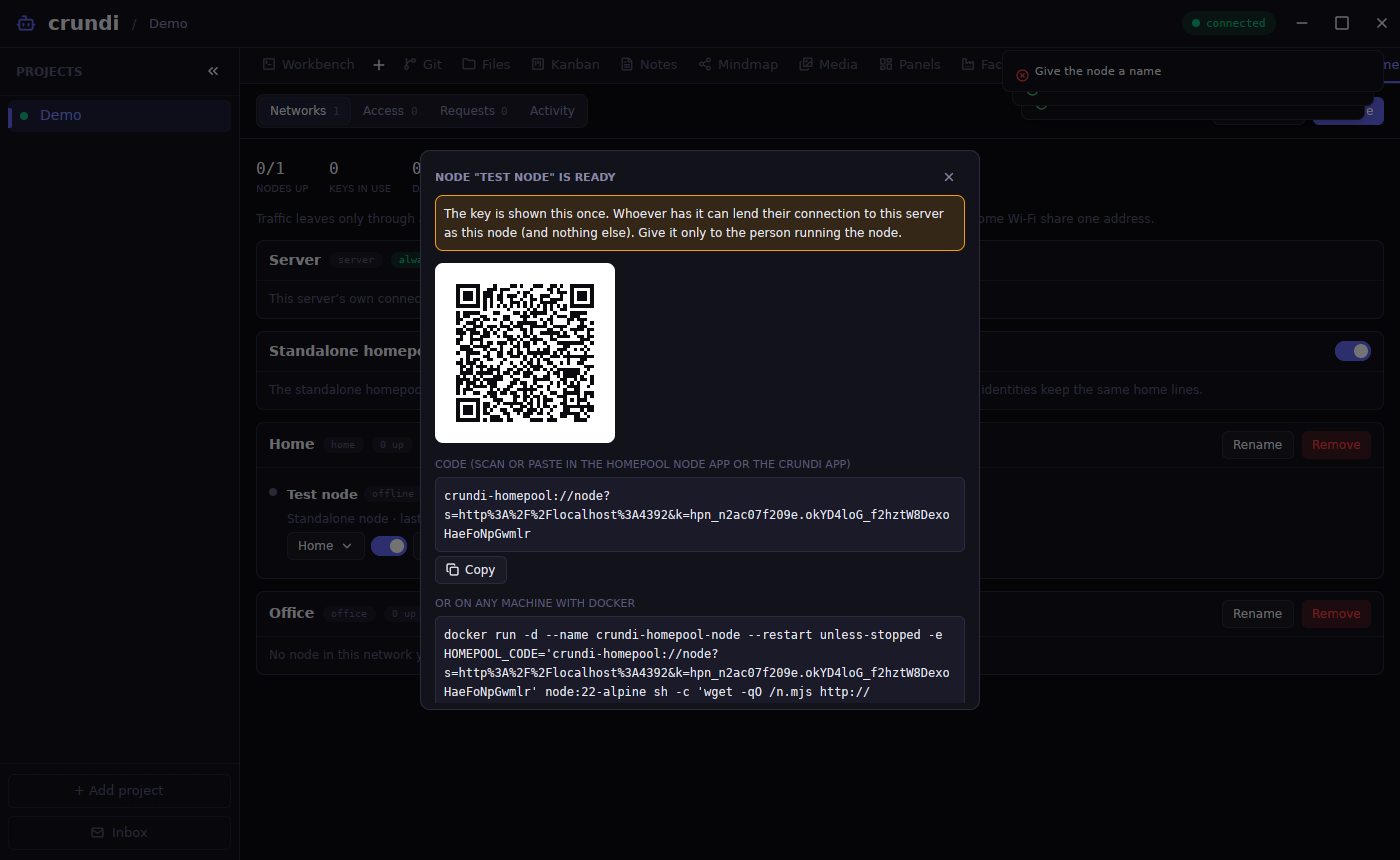 crundi / Demo
connected
PROJECTS
Demo
+ Add project
Inbox
Workbench
Git
Files
Kanban
Notes
Mindmap
Media
Panels
Give the node a name
Networks 1
Access 0
Requests 0
Activity
0/1
NODES UP
0
KEYS IN USE
Traffic leaves only through
share one address.
Server server
This server's own
Standalone
The standalone
identities keep the same home lines.
Home home 0 up
Rename
Remove
Test node offline
Standalone node ·
Home
Office office 0 up
Rename
Remove
No node in this network
NODE "TEST NODE" IS READY
The key is shown this once. Whoever has it can lend their connection to this server
as this node (and nothing else). Give it only to the person running the node.
CODE (SCAN OR PASTE IN THE HOMEPOOL NODE APP OR THE CRUNDI APP)
crundi-homepool://node?
s=http%3A%2F%2Flocalhost%3A4392&k=hpn_n2ac07f209e.okYD4loG_f2hztW8Dexo
HaeFoNpGwmlr
Copy
OR ON ANY MACHINE WITH DOCKER
docker run -d --name crundi-homepool-node --restart unless-stopped -e
HOMEPOOL_CODE='crundi-homepool://node?
s=http%3A%2F%2Flocalhost%3A4392&k=hpn_n2ac07f209e.okYD4loG_f2hztW8Dexo
HaeFoNpGwmlr' node:22-alpine sh -c 'wget -qO /n.mjs http://